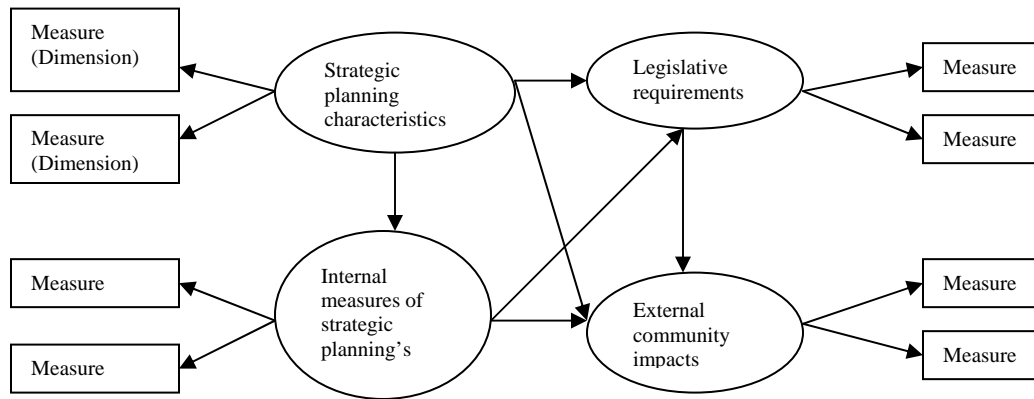 Measure
(Dimension)
Measure
(Dimension)
Strategic
planning
characteristics
Legislative
requirements
Measure
Measure
Measure
Measure
Internal
measures of
strategic
planning's
External
community
impacts
Measure
Measure